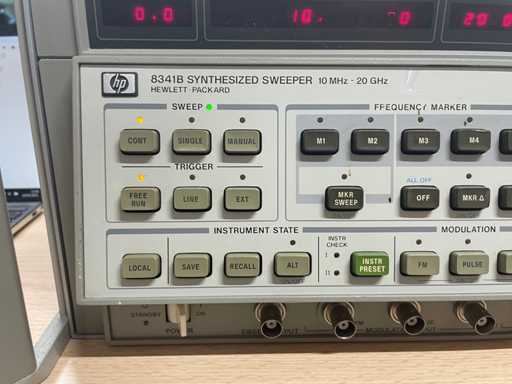 0.0
hp
8341B SYNTHESIZED SWEEPER 10 MHz - 20 GHz
HEWLETT · PACKARD
SWEEP
FREQUENCY MARKER
CONT
SINGLE
MANUAL
M1
M2
M3
M4
TRIGGER
ALL OFF
FREE RUN
LINE
EXT
MKR SWEEP
OFF
MKR Δ
INSTRUMENT STATE
INSTR CHECK
MODULATION
I
II
LOCAL
SAVE
RECALL
ALT
INSTR PRESET
FM
PULSE
STANDBY
ON
POWER